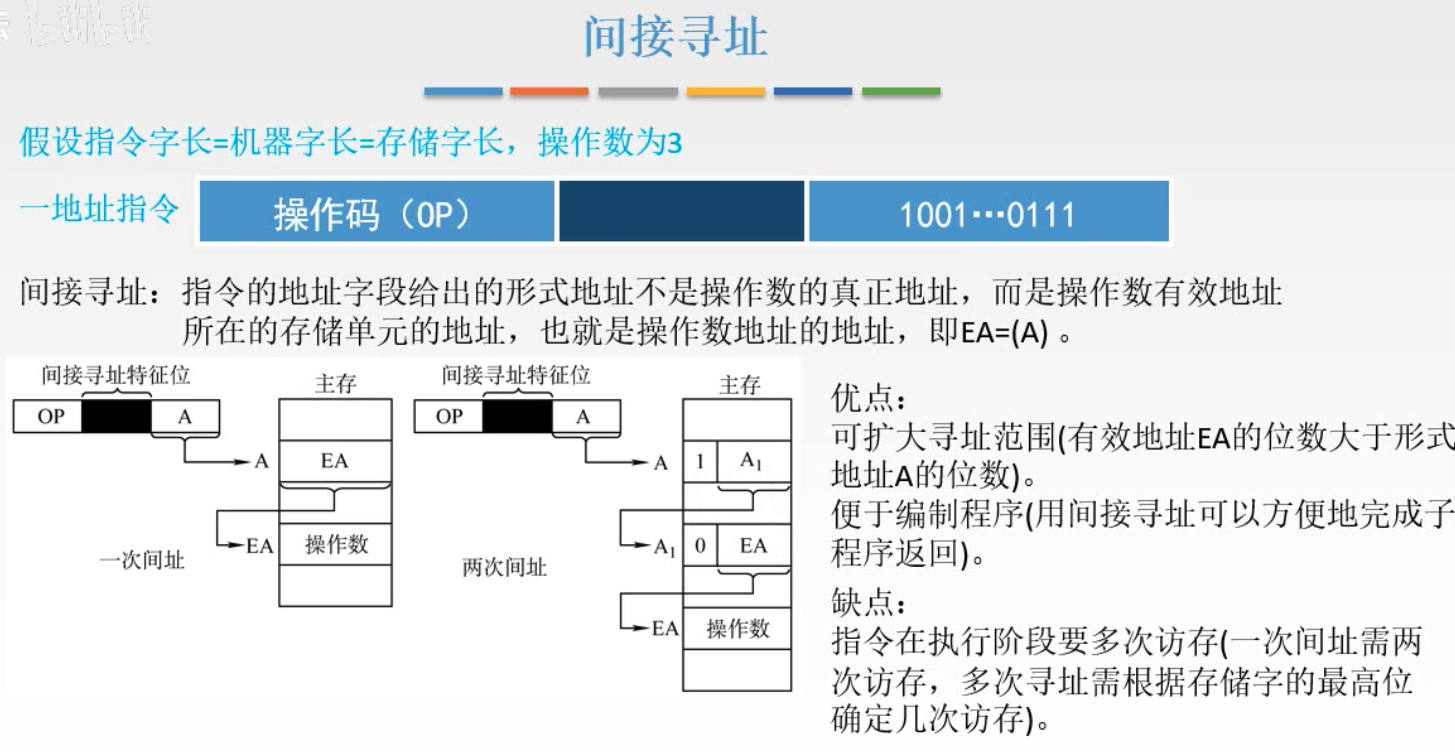 bilibili
间接寻址
假设指令字长=机器字长=存储字长，操作数为3
一地址指令 操作码（OP） 1001…0111
间接寻址：指令的地址字段给出的形式地址不是操作数的真正地址，而是操作数有效地址
所在的存储单元的地址，也就是操作数地址的地址，即EA=(A) 。
间接寻址特征位
主存
OP A
A EA
EA 操作数
一次间址
间接寻址特征位
主存
OP A
A 1 A₁
A₁ 0 EA
EA 操作数
两次间址
优点：
可扩大寻址范围(有效地址EA的位数大于形式
地址A的位数)。
便于编制程序(用间接寻址可以方便地完成子
程序返回)。
缺点：
指令在执行阶段要多次访存(一次间址需两
次访存，多次寻址需根据存储字的最高位
确定几次访存)。